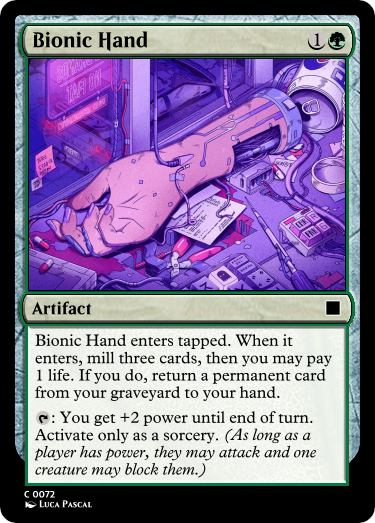 Bionic Hand 1
Artifact
Bionic Hand enters tapped. When it
enters, mill three cards, then you may pay
1 life. If you do, return a permanent card
from your graveyard to your hand.
: You get +2 power until end of turn.
Activate only as a sorcery. (As long as a
player has power, they may attack and one
creature may block them.)
C 0072
Luca Pascal